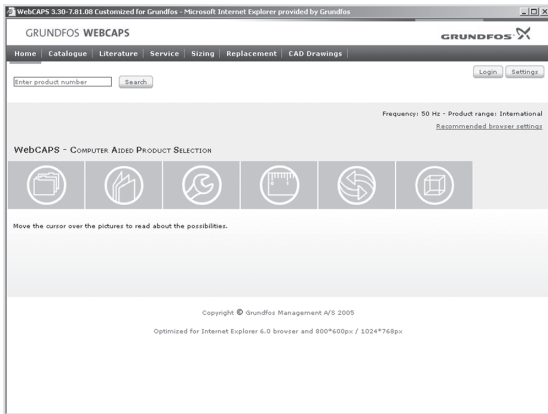 WebCAPS 3.30-7.81.08 Customized for Grundfos - Microsoft Internet Explorer provided by Grundfos
GRUNDFOS WEBCAPS
GRUNDFOS
Home | Catalogue | Literature | Service | Sizing | Replacement | CAD Drawings |
Enter product number Search
Login Settings
Frequency: 50 Hz - Product range: International
Recommended browser settings
WebCAPS - Computer Aided Product Selection
Move the cursor over the pictures to read about the possibilities.
Copyright © Grundfos Management A/S 2005
Optimized for Internet Explorer 6.0 browser and 800*600px / 1024*768px